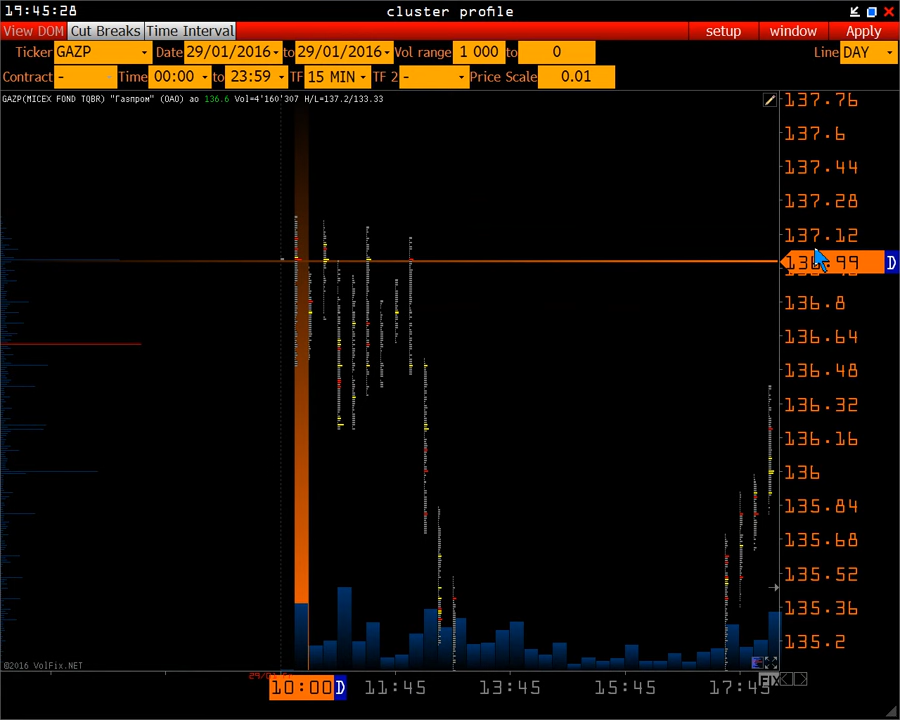 19:45:28 cluster profile
View DOM Cut Breaks Time Interval setup window Apply
Ticker GAZP Date 29/01/2016 to 29/01/2016 Vol range 1 000 to 0 Line DAY
Contract - Time 00:00 to 23:59 TF 15 MIN TF 2 - Price Scale 0.01
GAZP(MICEX FOND TQBR) "Газпром" (ОАО) ао 136.6 Vol=4'160'307 H/L=137.2/133.33
137.76
137.6
137.44
137.28
137.12
D
136.8
136.64
136.48
136.32
136.16
136
135.84
135.68
135.52
135.36
135.2
©2016 VolFix.NET
FIX
10:00 D 11:45 13:45 15:45 17:45